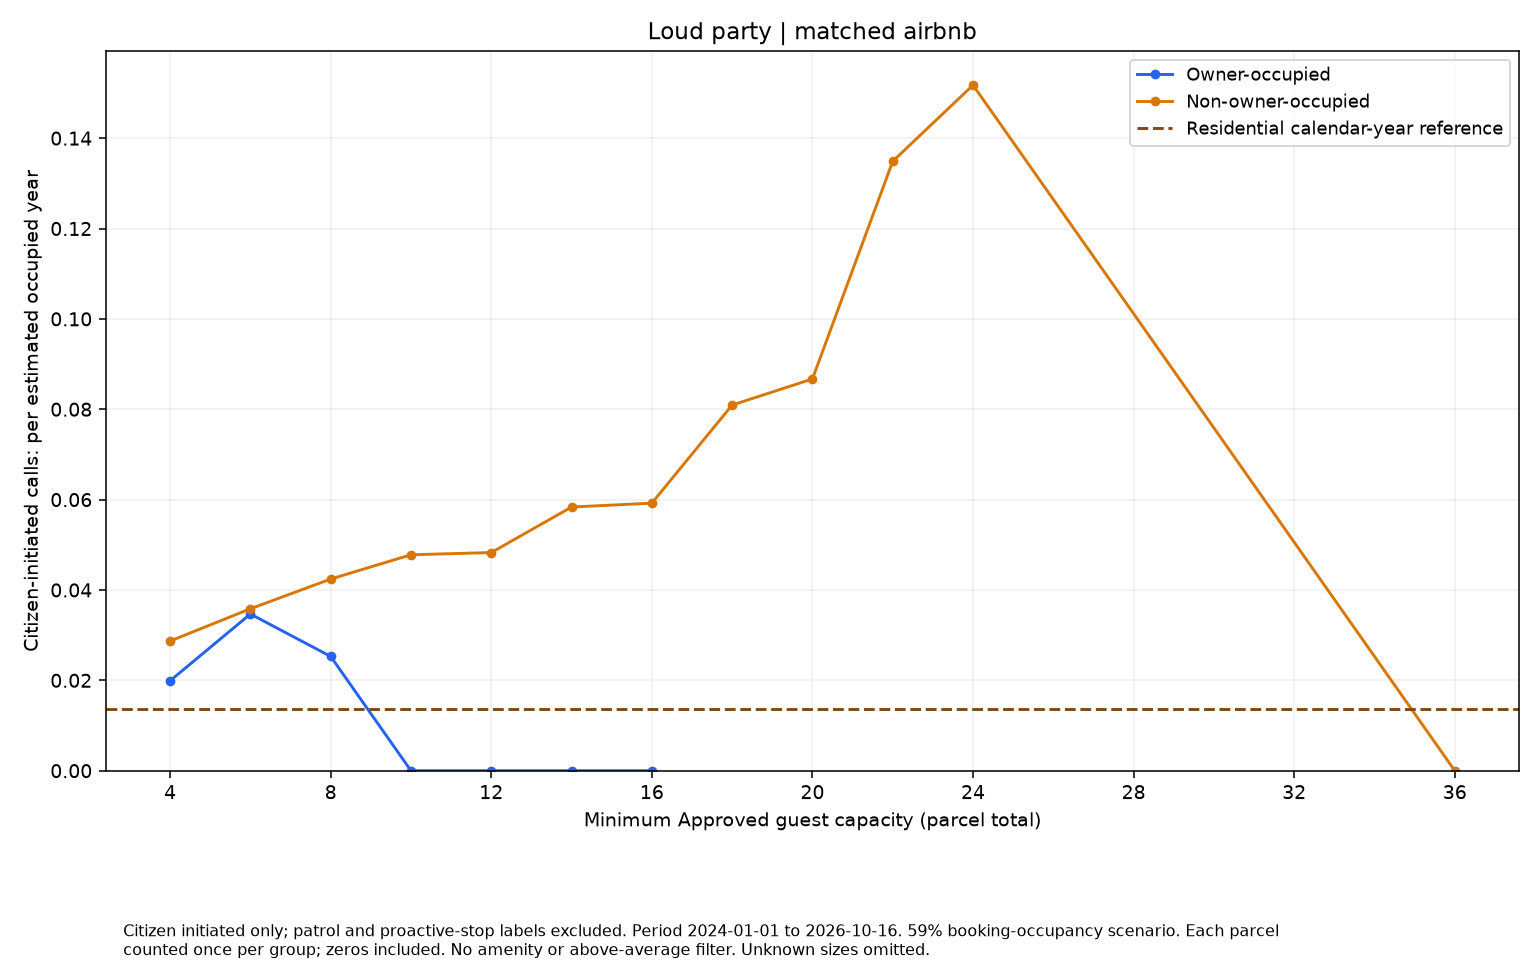 Loud party | matched airbnb
Owner-occupied
Non-owner-occupied
Residential calendar-year reference
Citizen-initiated calls: per estimated occupied year
0.14
0.12
0.10
0.08
0.06
0.04
0.02
0.00
4 8 12 16 20 24 28 32 36
Minimum Approved guest capacity (parcel total)
Citizen initiated only; patrol and proactive-stop labels excluded. Period 2024-01-01 to 2026-10-16. 59% booking-occupancy scenario. Each parcel
counted once per group; zeros included. No amenity or above-average filter. Unknown sizes omitted.